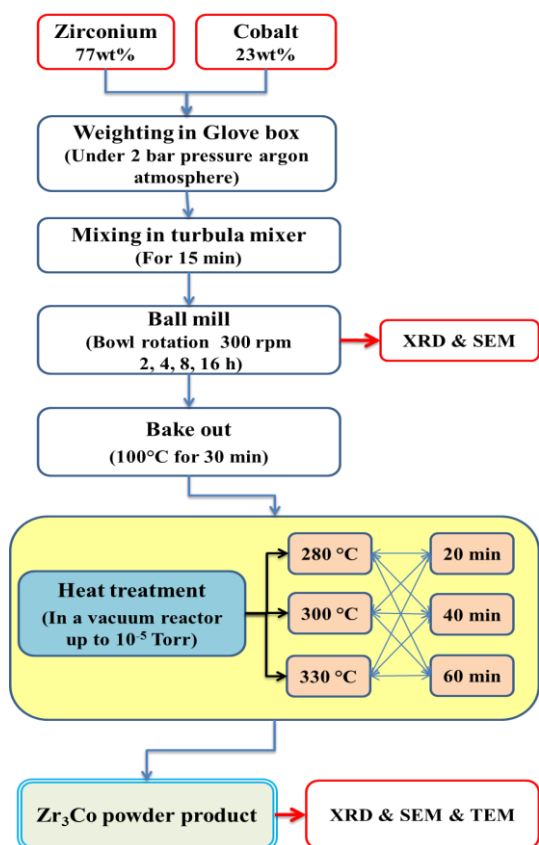 Zirconium
77wt%
Cobalt
23wt%
Weighting in Glove box
(Under 2 bar pressure argon
atmosphere)
Mixing in turbula mixer
(For 15 min)
Ball mill
(Bowl rotation 300 rpm
2, 4, 8, 16 h)
XRD & SEM
Bake out
(100°C for 30 min)
Heat treatment
(In a vacuum reactor
up to 10⁻⁵ Torr)
280 °C
20 min
300 °C
40 min
330 °C
60 min
Zr₃Co powder product
XRD & SEM & TEM